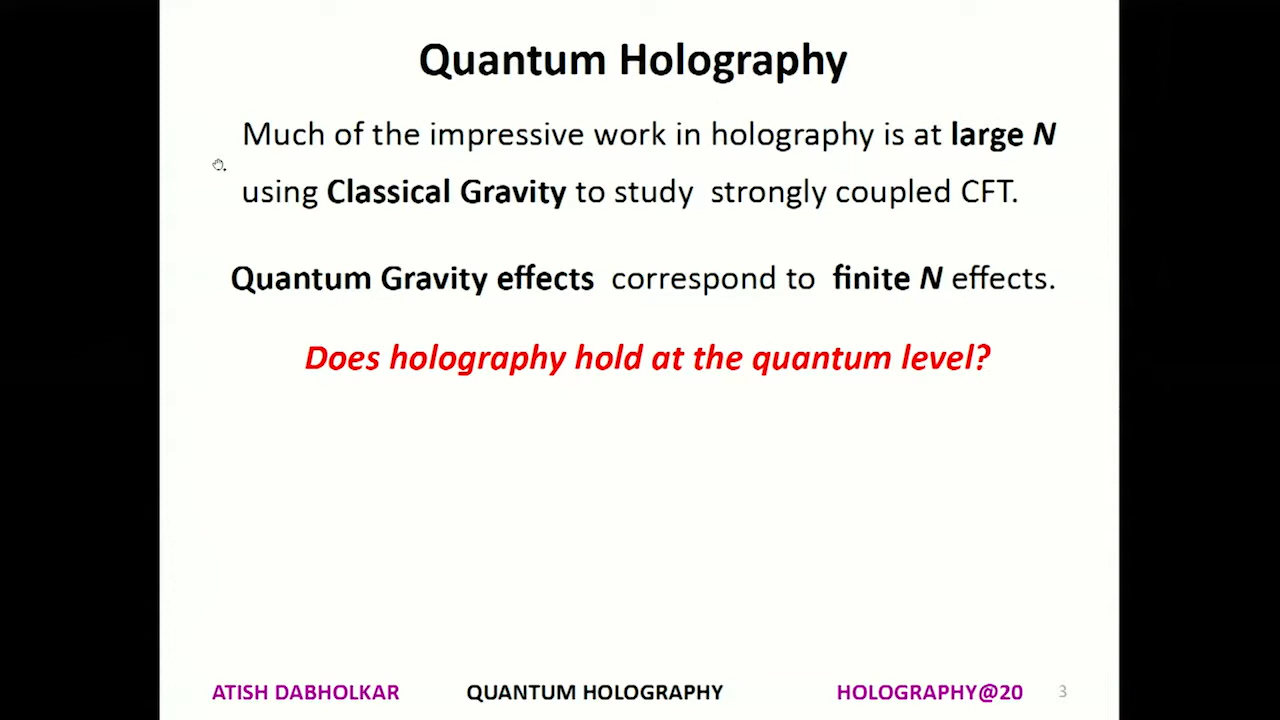 Quantum Holography
Much of the impressive work in holography is at large N
using Classical Gravity to study strongly coupled CFT.
Quantum Gravity effects correspond to finite N effects.
Does holography hold at the quantum level?
ATISH DABHOLKAR QUANTUM HOLOGRAPHY HOLOGRAPHY@20 3